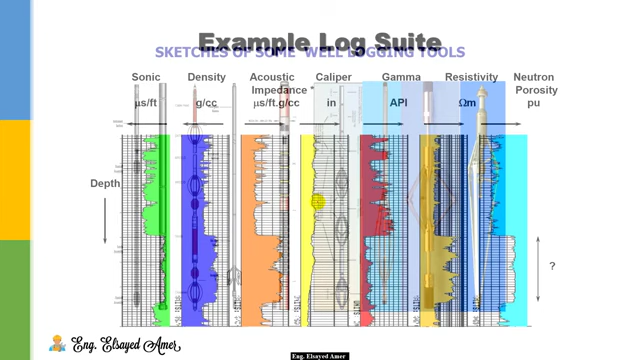 Example Log Suite
SKETCHES OF SOME WELL LOGGING TOOLS
Sonic Density Acoustic Impedance * Caliper Gamma Resistivity Neutron Porosity
µs/ft g/cc µs/ft.g/cc in API Ωm pu
Depth
?
Eng. Elsayed Amer
Eng. Elsayed Amer